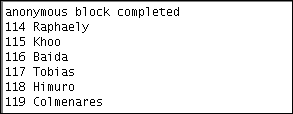 anonymous block completed
114 Raphaely
115 Khoo
116 Baida
117 Tobias
118 Himuro
119 Colmenares